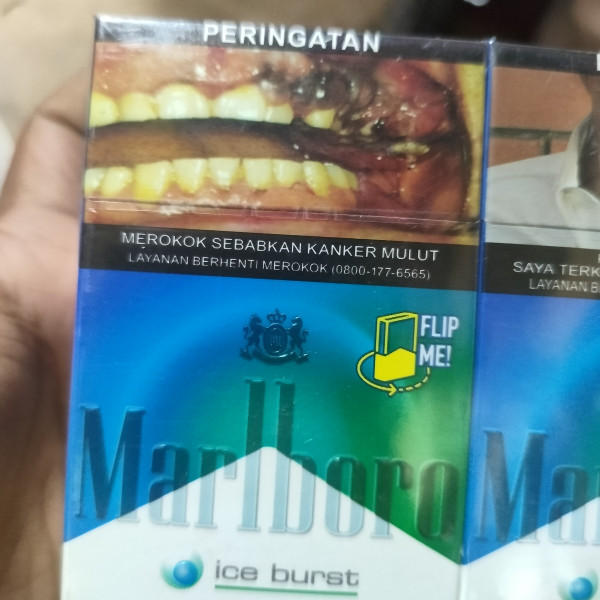 PERINGATAN
MEROKOK SEBABKAN KANKER MULUT
LAYANAN BERHENTI MEROKOK (0800-177-6565)
FLIP
ME!
Marlboro
ice burst
SAYA TERK
LAYANAN BE
Ma